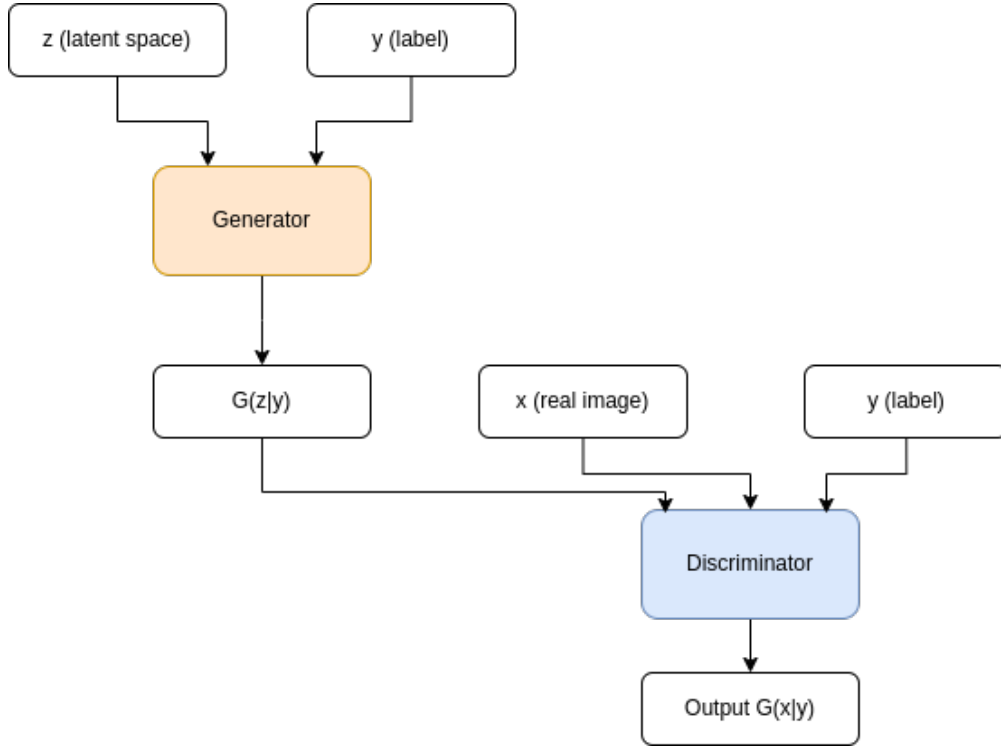 z (latent space)
y (label)
Generator
G(z|y)
x (real image)
y (label)
Discriminator
Output G(x|y)